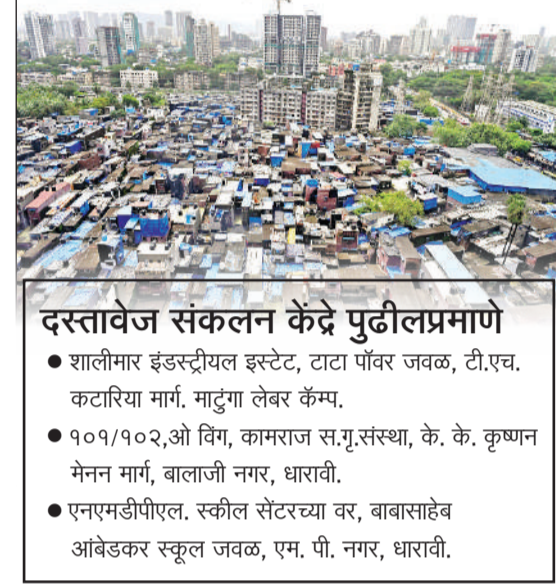 दस्तावेज संकलन केंद्रे पुढीलप्रमाणे
● शालीमार इंडस्ट्रीयल इस्टेट, टाटा पॉवर जवळ, टी.एच.
कटारिया मार्ग. माटुंगा लेबर कॅम्प.
● १०१/१०२,ओ विंग, कामराज स.गृ.संस्था, के. के. कृष्णन
मेनन मार्ग, बालाजी नगर, धारावी.
● एनएमडीपीएल. स्कील सेंटरच्या वर, बाबासाहेब
आंबेडकर स्कूल जवळ, एम. पी. नगर, धारावी.